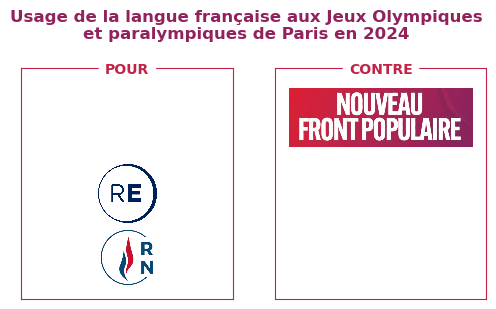 Usage de la langue française aux Jeux Olympiques
et paralympiques de Paris en 2024
POUR
CONTRE
NOUVEAU
FRONT POPULAIRE
RE
R
N